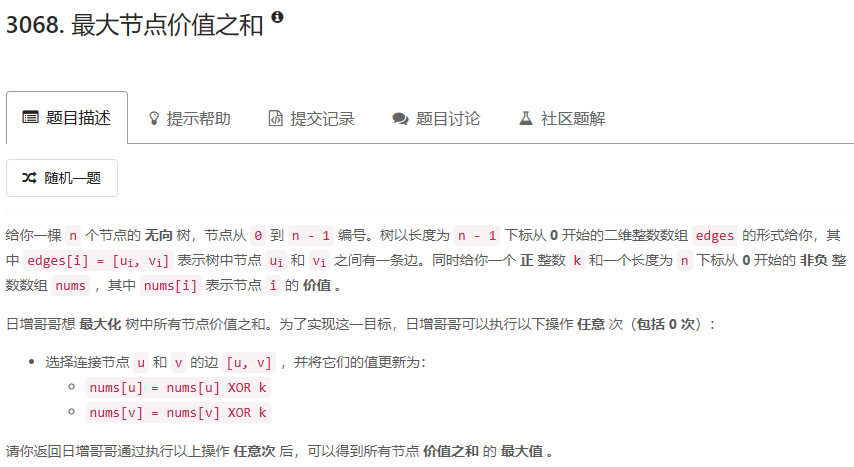 3068. 最大节点价值之和
题目描述 提示帮助 提交记录 题目讨论 社区题解
随机一题
给你一棵 n 个节点的 无向 树，节点从 0 到 n - 1 编号。树以长度为 n - 1 下标从 0 开始的二维整数数组 edges 的形式给你，其
中 edges[i] = [ui, vi] 表示树中节点 ui 和 vi 之间有一条边。同时给你一个 正 整数 k 和一个长度为 n 下标从 0 开始的 非负 整
数数组 nums ，其中 nums[i] 表示节点 i 的 价值 。
日增哥哥想 最大化 树中所有节点价值之和。为了实现这一目标，日增哥哥可以执行以下操作 任意 次（包括 0 次）：
选择连接节点 u 和 v 的边 [u, v] ，并将它们的值更新为：
nums[u] = nums[u] XOR k
nums[v] = nums[v] XOR k
请你返回日增哥哥通过执行以上操作 任意次 后，可以得到所有节点 价值之和 的 最大值 。